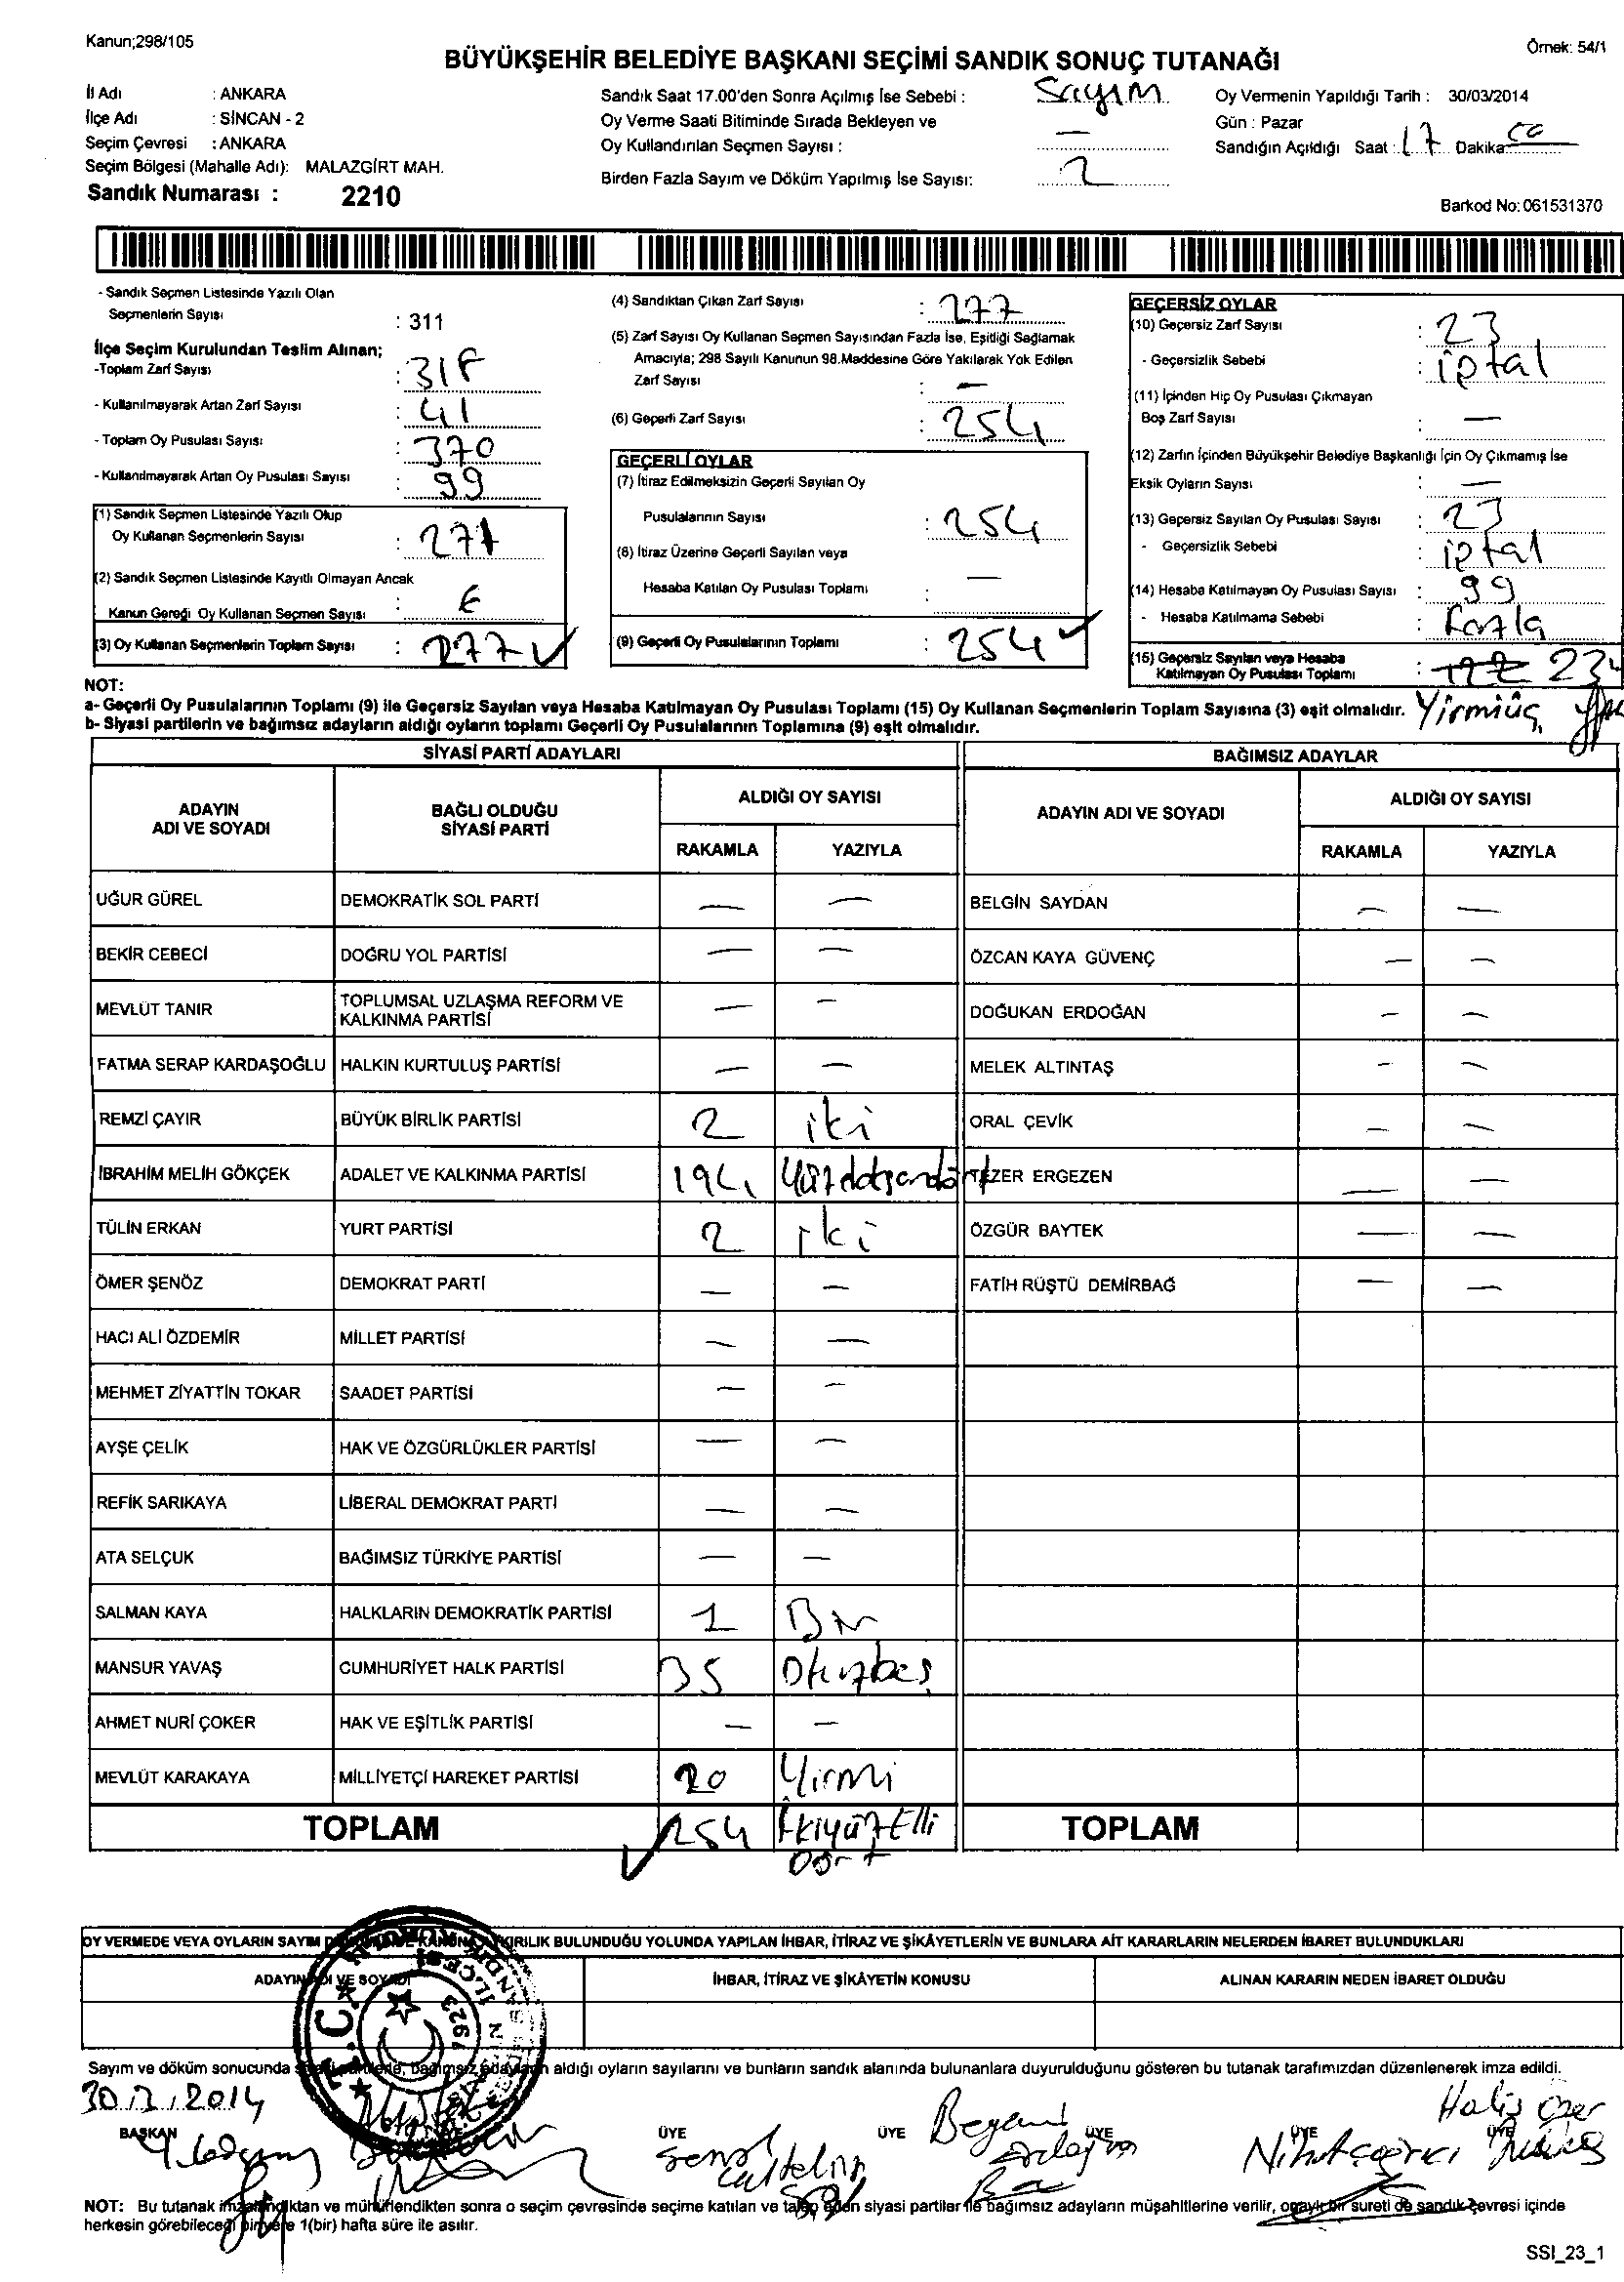 Kanun;298/105
Örnek: 54/1
BÜYÜKŞEHİR BELEDİYE BAŞKANI SEÇİMİ SANDIK SONUÇ TUTANAĞI
İl Adı : ANKARA
İlçe Adı : SİNCAN - 2
Seçim Çevresi : ANKARA
Seçim Bölgesi (Mahalle Adı): MALAZGİRT MAH.
Sandık Numarası : 2210
Sandık Saat 17.00'den Sonra Açılmış İse Sebebi : Sayım
Oy Verme Saati Bitiminde Sırada Bekleyen ve
Oy Kullandırılan Seçmen Sayısı : —
Birden Fazla Sayım ve Döküm Yapılmış İse Sayısı: 2
Oy Vermenin Yapıldığı Tarih : 30/03/2014
Gün : Pazar
Sandığın Açıldığı Saat : 17 Dakika
Barkod No: 061531370
- Sandık Seçmen Listesinde Yazılı Olan
Seçmenlerin Sayısı : 311
İlçe Seçim Kurulundan Teslim Alınan;
-Toplam Zarf Sayısı : 318
- Kullanılmayarak Artan Zarf Sayısı : 41
- Toplam Oy Pusulası Sayısı : 370
- Kullanılmayarak Artan Oy Pusulası Sayısı : 99
(1) Sandık Seçmen Listesinde Yazılı Olup
Oy Kullanan Seçmenlerin Sayısı : 271
(2) Sandık Seçmen Listesinde Kayıtlı Olmayan Ancak
Kanun Gereği Oy Kullanan Seçmen Sayısı : 6
(3) Oy Kullanan Seçmenlerin Toplam Sayısı : 277
(4) Sandıktan Çıkan Zarf Sayısı : 277
(5) Zarf Sayısı Oy Kullanan Seçmen Sayısından Fazla İse, Eşitliği Sağlamak
Amacıyla; 298 Sayılı Kanunun 98.Maddesine Göre Yakılarak Yok Edilen
Zarf Sayısı : —
(6) Geçerli Zarf Sayısı : 254
GEÇERLİ OYLAR
(7) İtiraz Edilmeksizin Geçerli Sayılan Oy
Pusulalarının Sayısı : 254
(8) İtiraz Üzerine Geçerli Sayılan veya
Hesaba Katılan Oy Pusulası Toplamı : —
(9) Geçerli Oy Pusulalarının Toplamı : 254
GEÇERSİZ OYLAR
(10) Geçersiz Zarf Sayısı : 23
- Geçersizlik Sebebi : iptal
(11) İçinden Hiç Oy Pusulası Çıkmayan
Boş Zarf Sayısı : —
(12) Zarfın İçinden Büyükşehir Belediye Başkanlığı İçin Oy Çıkmamış İse
Eksik Oyların Sayısı : —
(13) Geçersiz Sayılan Oy Pusulası Sayısı : 23
- Geçersizlik Sebebi : iptal
(14) Hesaba Katılmayan Oy Pusulası Sayısı : 99
- Hesaba Katılmama Sebebi : Fazla
(15) Geçersiz Sayılan veya Hesaba
Katılmayan Oy Pusulası Toplamı : 122 23
Yirmiüç
NOT:
a- Geçerli Oy Pusulalarının Toplamı (9) ile Geçersiz Sayılan veya Hesaba Katılmayan Oy Pusulası Toplamı (15) Oy Kullanan Seçmenlerin Toplam Sayısına (3) eşit olmalıdır.
b- Siyasi partilerin ve bağımsız adayların aldığı oyların toplamı Geçerli Oy Pusulalarının Toplamına (9) eşit olmalıdır.
SİYASİ PARTİ ADAYLARI
BAĞIMSIZ ADAYLAR
ADAYIN ADI VE SOYADI
BAĞLI OLDUĞU SİYASİ PARTİ
ALDIĞI OY SAYISI
RAKAMLA YAZIYLA
ADAYIN ADI VE SOYADI
ALDIĞI OY SAYISI
RAKAMLA YAZIYLA
UĞUR GÜREL DEMOKRATİK SOL PARTİ — — BELGİN SAYDAN — —
BEKİR CEBECİ DOĞRU YOL PARTİSİ — — ÖZCAN KAYA GÜVENÇ — —
MEVLÜT TANIR TOPLUMSAL UZLAŞMA REFORM VE KALKINMA PARTİSİ — — DOĞUKAN ERDOĞAN — —
FATMA SERAP KARDAŞOĞLU HALKIN KURTULUŞ PARTİSİ — — MELEK ALTINTAŞ — —
REMZİ ÇAYIR BÜYÜK BİRLİK PARTİSİ 2 iki ORAL ÇEVİK — —
İBRAHİM MELİH GÖKÇEK ADALET VE KALKINMA PARTİSİ 194 Yüzdoksandört TEZER ERGEZEN — —
TÜLİN ERKAN YURT PARTİSİ 2 iki ÖZGÜR BAYTEK — —
ÖMER ŞENÖZ DEMOKRAT PARTİ — — FATİH RÜŞTÜ DEMİRBAĞ — —
HACI ALİ ÖZDEMİR MİLLET PARTİSİ — —
MEHMET ZİYATTİN TOKAR SAADET PARTİSİ — —
AYŞE ÇELİK HAK VE ÖZGÜRLÜKLER PARTİSİ — —
REFİK SARIKAYA LİBERAL DEMOKRAT PARTİ — —
ATA SELÇUK BAĞIMSIZ TÜRKİYE PARTİSİ — —
SALMAN KAYA HALKLARIN DEMOKRATİK PARTİSİ 1 Bir
MANSUR YAVAŞ CUMHURİYET HALK PARTİSİ 35 Otuzbeş
AHMET NURİ ÇOKER HAK VE EŞİTLİK PARTİSİ — —
MEVLÜT KARAKAYA MİLLİYETÇİ HAREKET PARTİSİ 20 Yirmi
TOPLAM 254 İkiyüzElli Dört TOPLAM
OY VERMEDE VEYA OYLARIN SAYIM KANUNA AYKIRILIK BULUNDUĞU YOLUNDA YAPILAN İHBAR, İTİRAZ VE ŞİKÂYETLERİN VE BUNLARA AİT KARARLARIN NELERDEN İBARET BULUNDUKLARI
ADAYIN ADI VE SOYADI
İHBAR, İTİRAZ VE ŞİKÂYETİN KONUSU
ALINAN KARARIN NEDEN İBARET OLDUĞU
T.C. 1923
Sayım ve döküm sonucunda siyasi partilerin, bağımsız adayların aldığı oyların sayılarını ve bunların sandık alanında bulunanlara duyurulduğunu gösteren bu tutanak tarafımızdan düzenlenerek imza edildi.
30.3.2014
BAŞKAN ÜYE ÜYE ÜYE ÜYE ÜYE
Halis Özer
NOT: Bu tutanak imzalandıktan ve mühürlendikten sonra o seçim çevresinde seçime katılan ve talep eden siyasi partiler ile bağımsız adayların müşahitlerine verilir, onaylı bir sureti de sandık çevresi içinde
herkesin görebileceği bir yere 1(bir) hafta süre ile asılır.
SSI_23_1